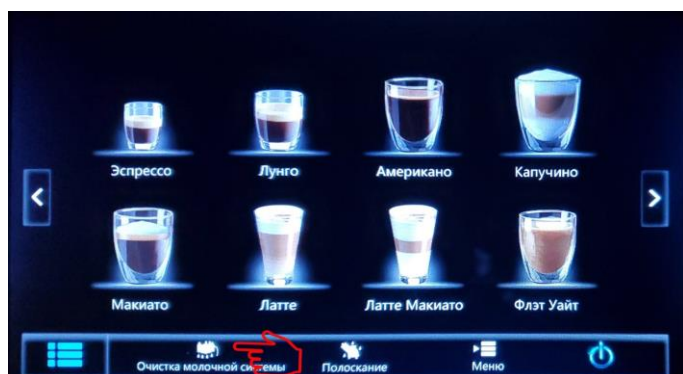 Эспрессо
Лунго
Американо
Капучино
Макиато
Латте
Латте Макиато
Флэт Уайт
Очистка молочной системы
Полоскание
Меню